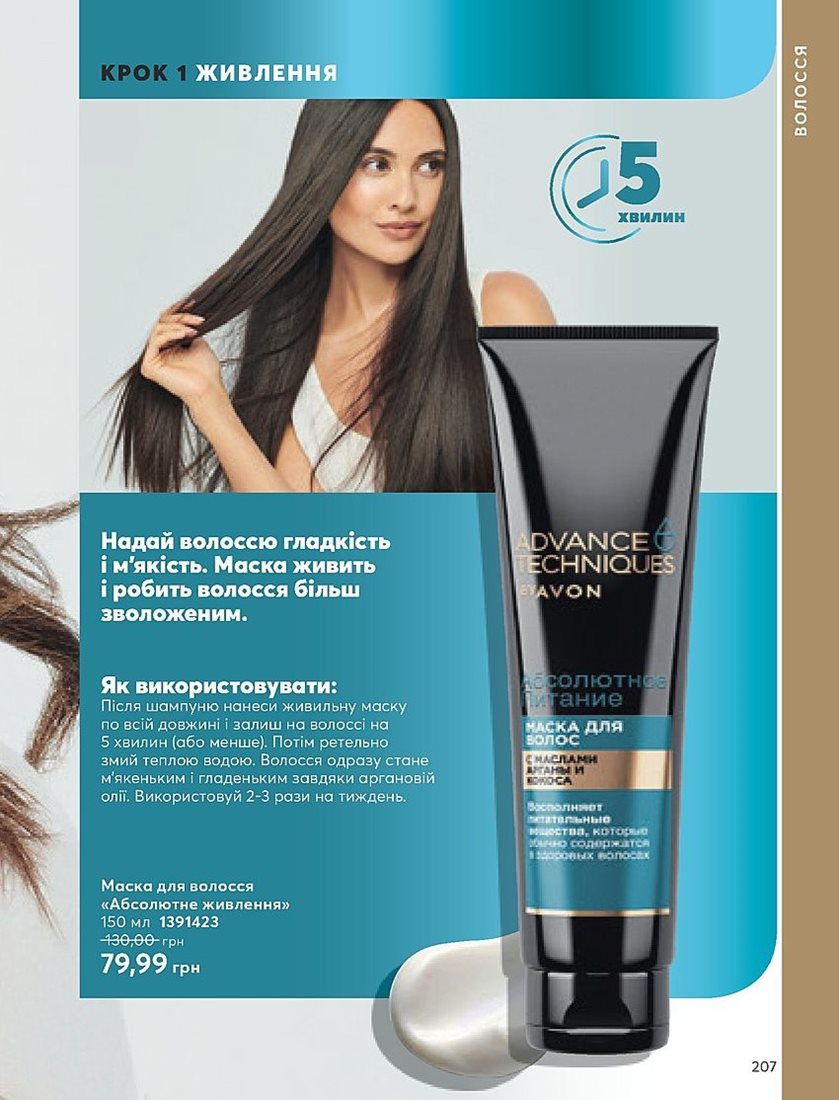 КРОК 1 ЖИВЛЕННЯ
ВОЛОССЯ
5
ХВИЛИН
Надай волоссю гладкість
і м'якість. Маска живить
і робить волосся більш
зволоженим.
Як використовувати:
Після шампуню нанеси живильну маску
по всій довжині і залиш на волоссі на
5 хвилин (або менше). Потім ретельно
змий теплою водою. Волосся одразу стане
м'якеньким і гладеньким завдяки аргановій
олії. Використовуй 2-3 рази на тиждень.
Маска для волосся
«Абсолютне живлення»
150 мл 1391423
130,00 грн
79,99 грн
ADVANCE
TECHNIQUES
BY AVON
Абсолютное
Питание
МАСКА ДЛЯ
ВОЛОС
С МАСЛАМИ
АРГАНЫ И
КОКОСА
Восполняет
питательные
вещества, которые
обычно содержатся
в здоровых волосах
207